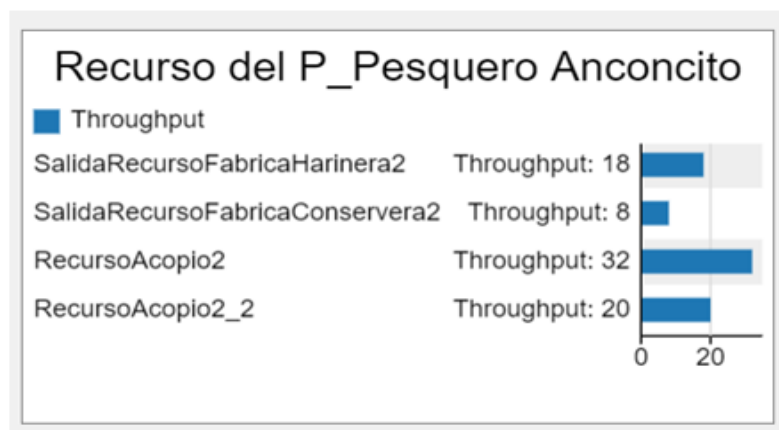 Recurso del P_Pesquero Anconcito
Throughput
SalidaRecursoFabricaHarinera2 Throughput: 18
SalidaRecursoFabricaConservera2 Throughput: 8
RecursoAcopio2 Throughput: 32
RecursoAcopio2_2 Throughput: 20
0 20